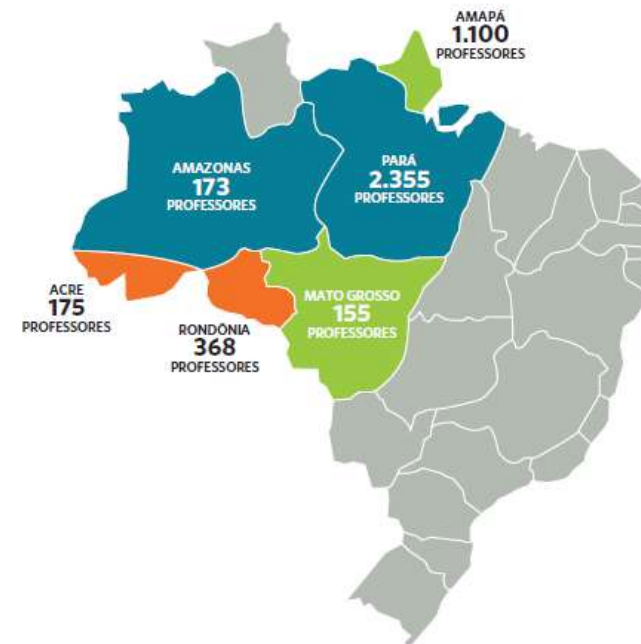 AMAPÁ
1.100
PROFESSORES
AMAZONAS
173
PROFESSORES
PARÁ
2.355
PROFESSORES
ACRE
175
PROFESSORES
RONDÔNIA
368
PROFESSORES
MATO GROSSO
155
PROFESSORES